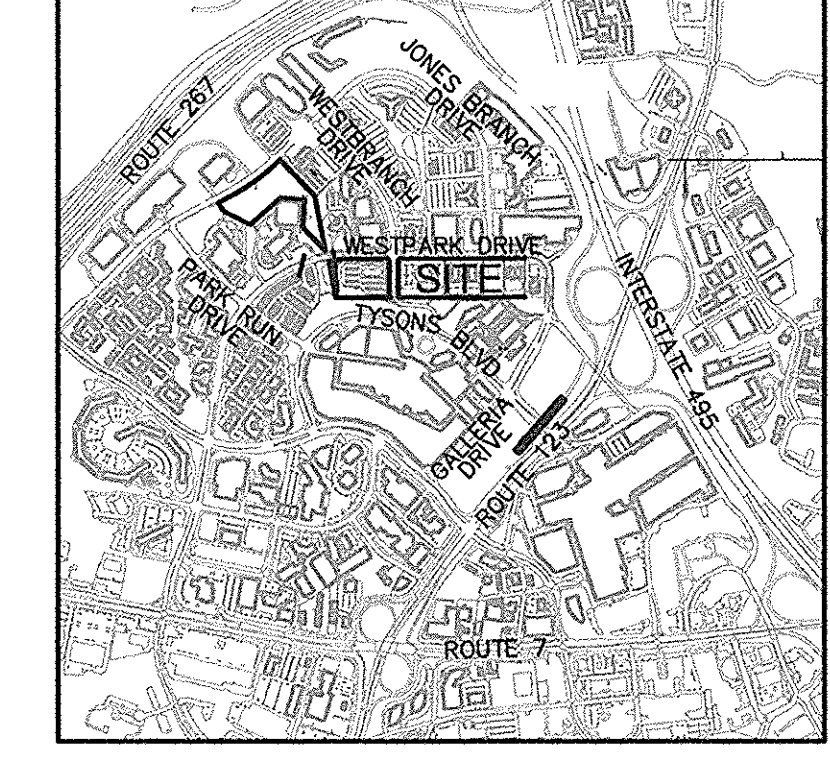 JONES BRANCH
DRIVE
ROUTE 267
WESTBRANCH
DRIVE
WESTPARK DRIVE
SITE
PARK RUN
DRIVE
INTERSTATE 495
TYSONS BLVD
GALLERIA
DRIVE
ROUTE 123
ROUTE 7